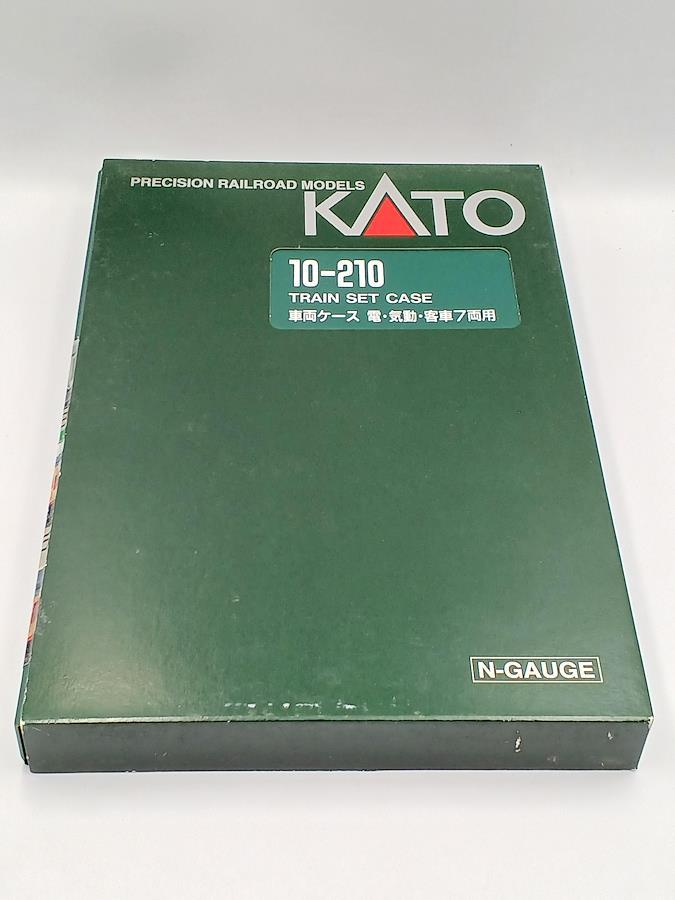 PRECISION RAILROAD MODELS
KATO
10-210
TRAIN SET CASE
車両ケース 電・気動・客車7両用
N-GAUGE